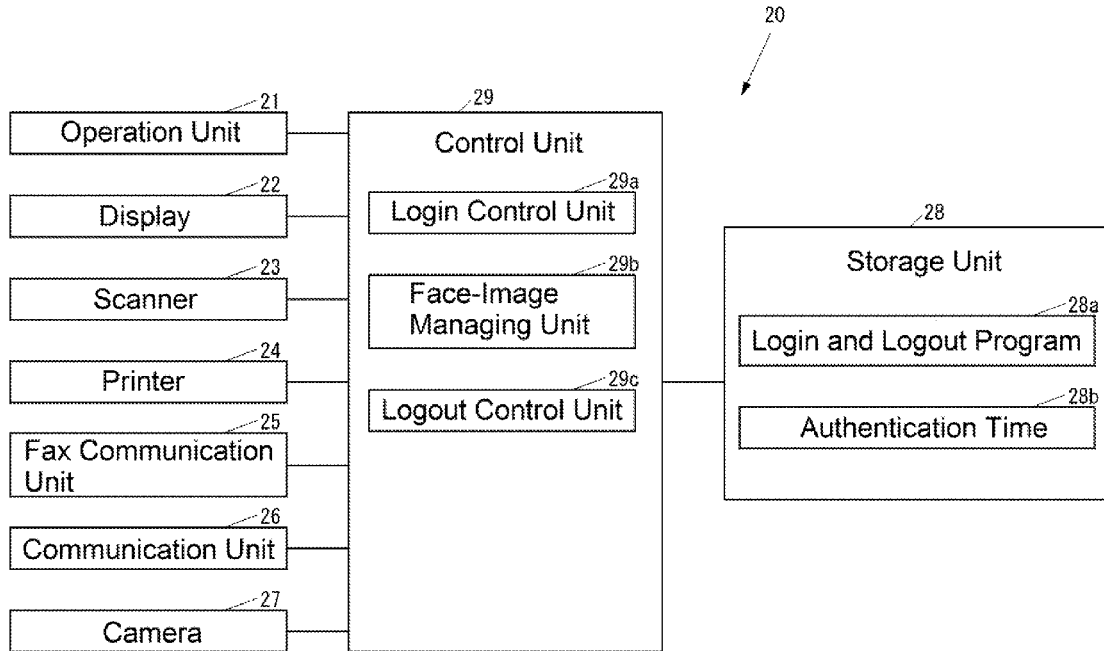 20
21
Operation Unit
22
Display
23
Scanner
24
Printer
25
Fax Communication
Unit
26
Communication Unit
27
Camera
29
Control Unit
29a
Login Control Unit
29b
Face-Image
Managing Unit
29c
Logout Control Unit
28
Storage Unit
28a
Login and Logout Program
28b
Authentication Time